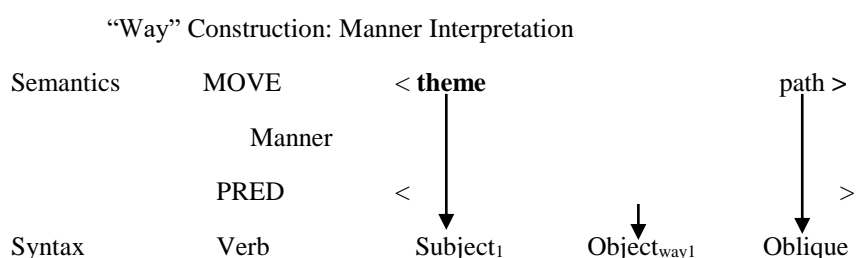 “Way” Construction: Manner Interpretation
Semantics MOVE < theme path >
Manner
PRED < >
Syntax Verb Subject₁ Objectway1 Oblique